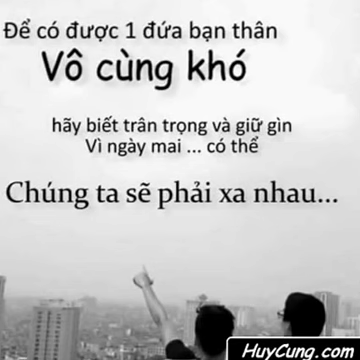 Để có được 1 đứa bạn thân
Vô cùng khó
hãy biết trân trọng và giữ gìn
Vì ngày mai ... có thể
Chúng ta sẽ phải xa nhau...
HuyCung.com